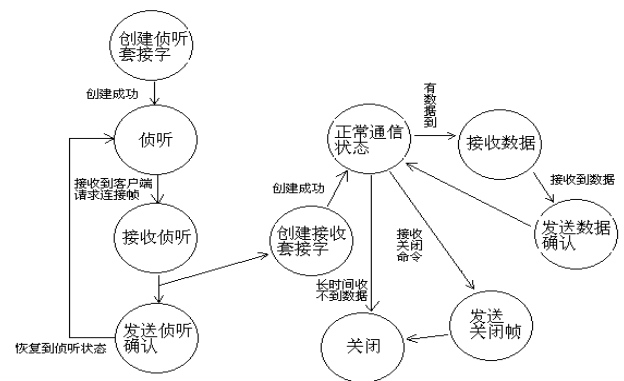 创建侦听
套接字
创建成功
侦听
接收到客户端
请求连接帧
接收侦听
发送侦听
确认
恢复到侦听状态
创建接收
套接字
创建成功
正常通信
状态
有
数
据
到
接收数据
接收到数据
发送数据
确认
接收
关闭
命令
长时间收
不到数据
发送
关闭帧
关闭